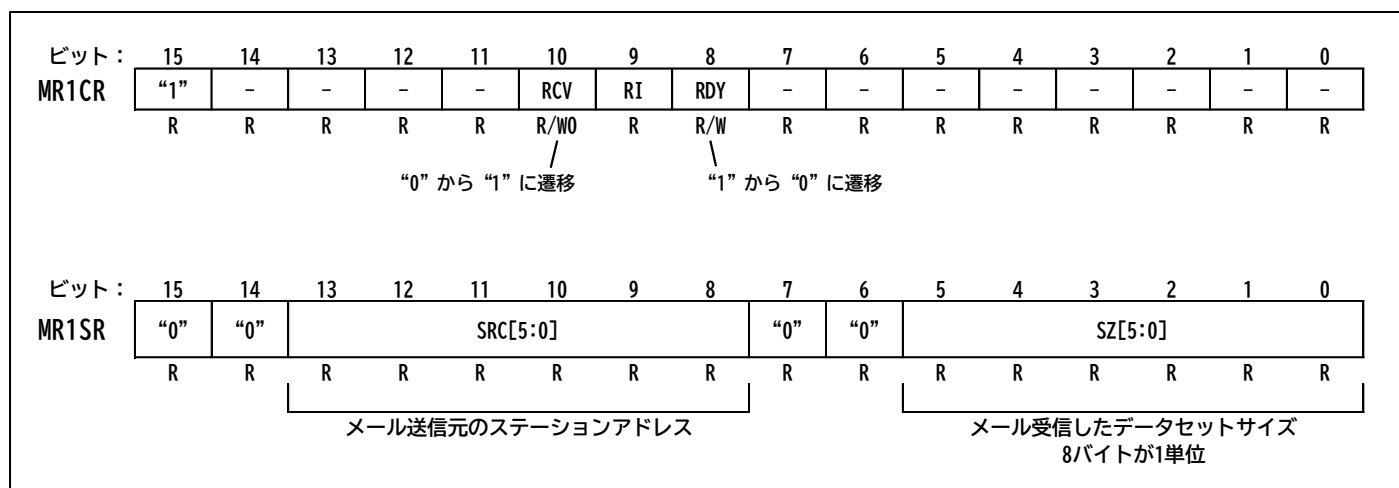 ビット： 15 14 13 12 11 10 9 8 7 6 5 4 3 2 1 0
MR1CR “1” － － － － RCV RI RDY － － － － － － － －
R R R R R R/W0 R R/W R R R R R R R R
“0” から “1” に遷移 “1” から “0” に遷移
ビット： 15 14 13 12 11 10 9 8 7 6 5 4 3 2 1 0
MR1SR “0” “0” SRC[5:0] “0” “0” SZ[5:0]
R R R R R R R R R R R R R R R R
メール送信元のステーションアドレス メール受信したデータセットサイズ
8バイトが1単位